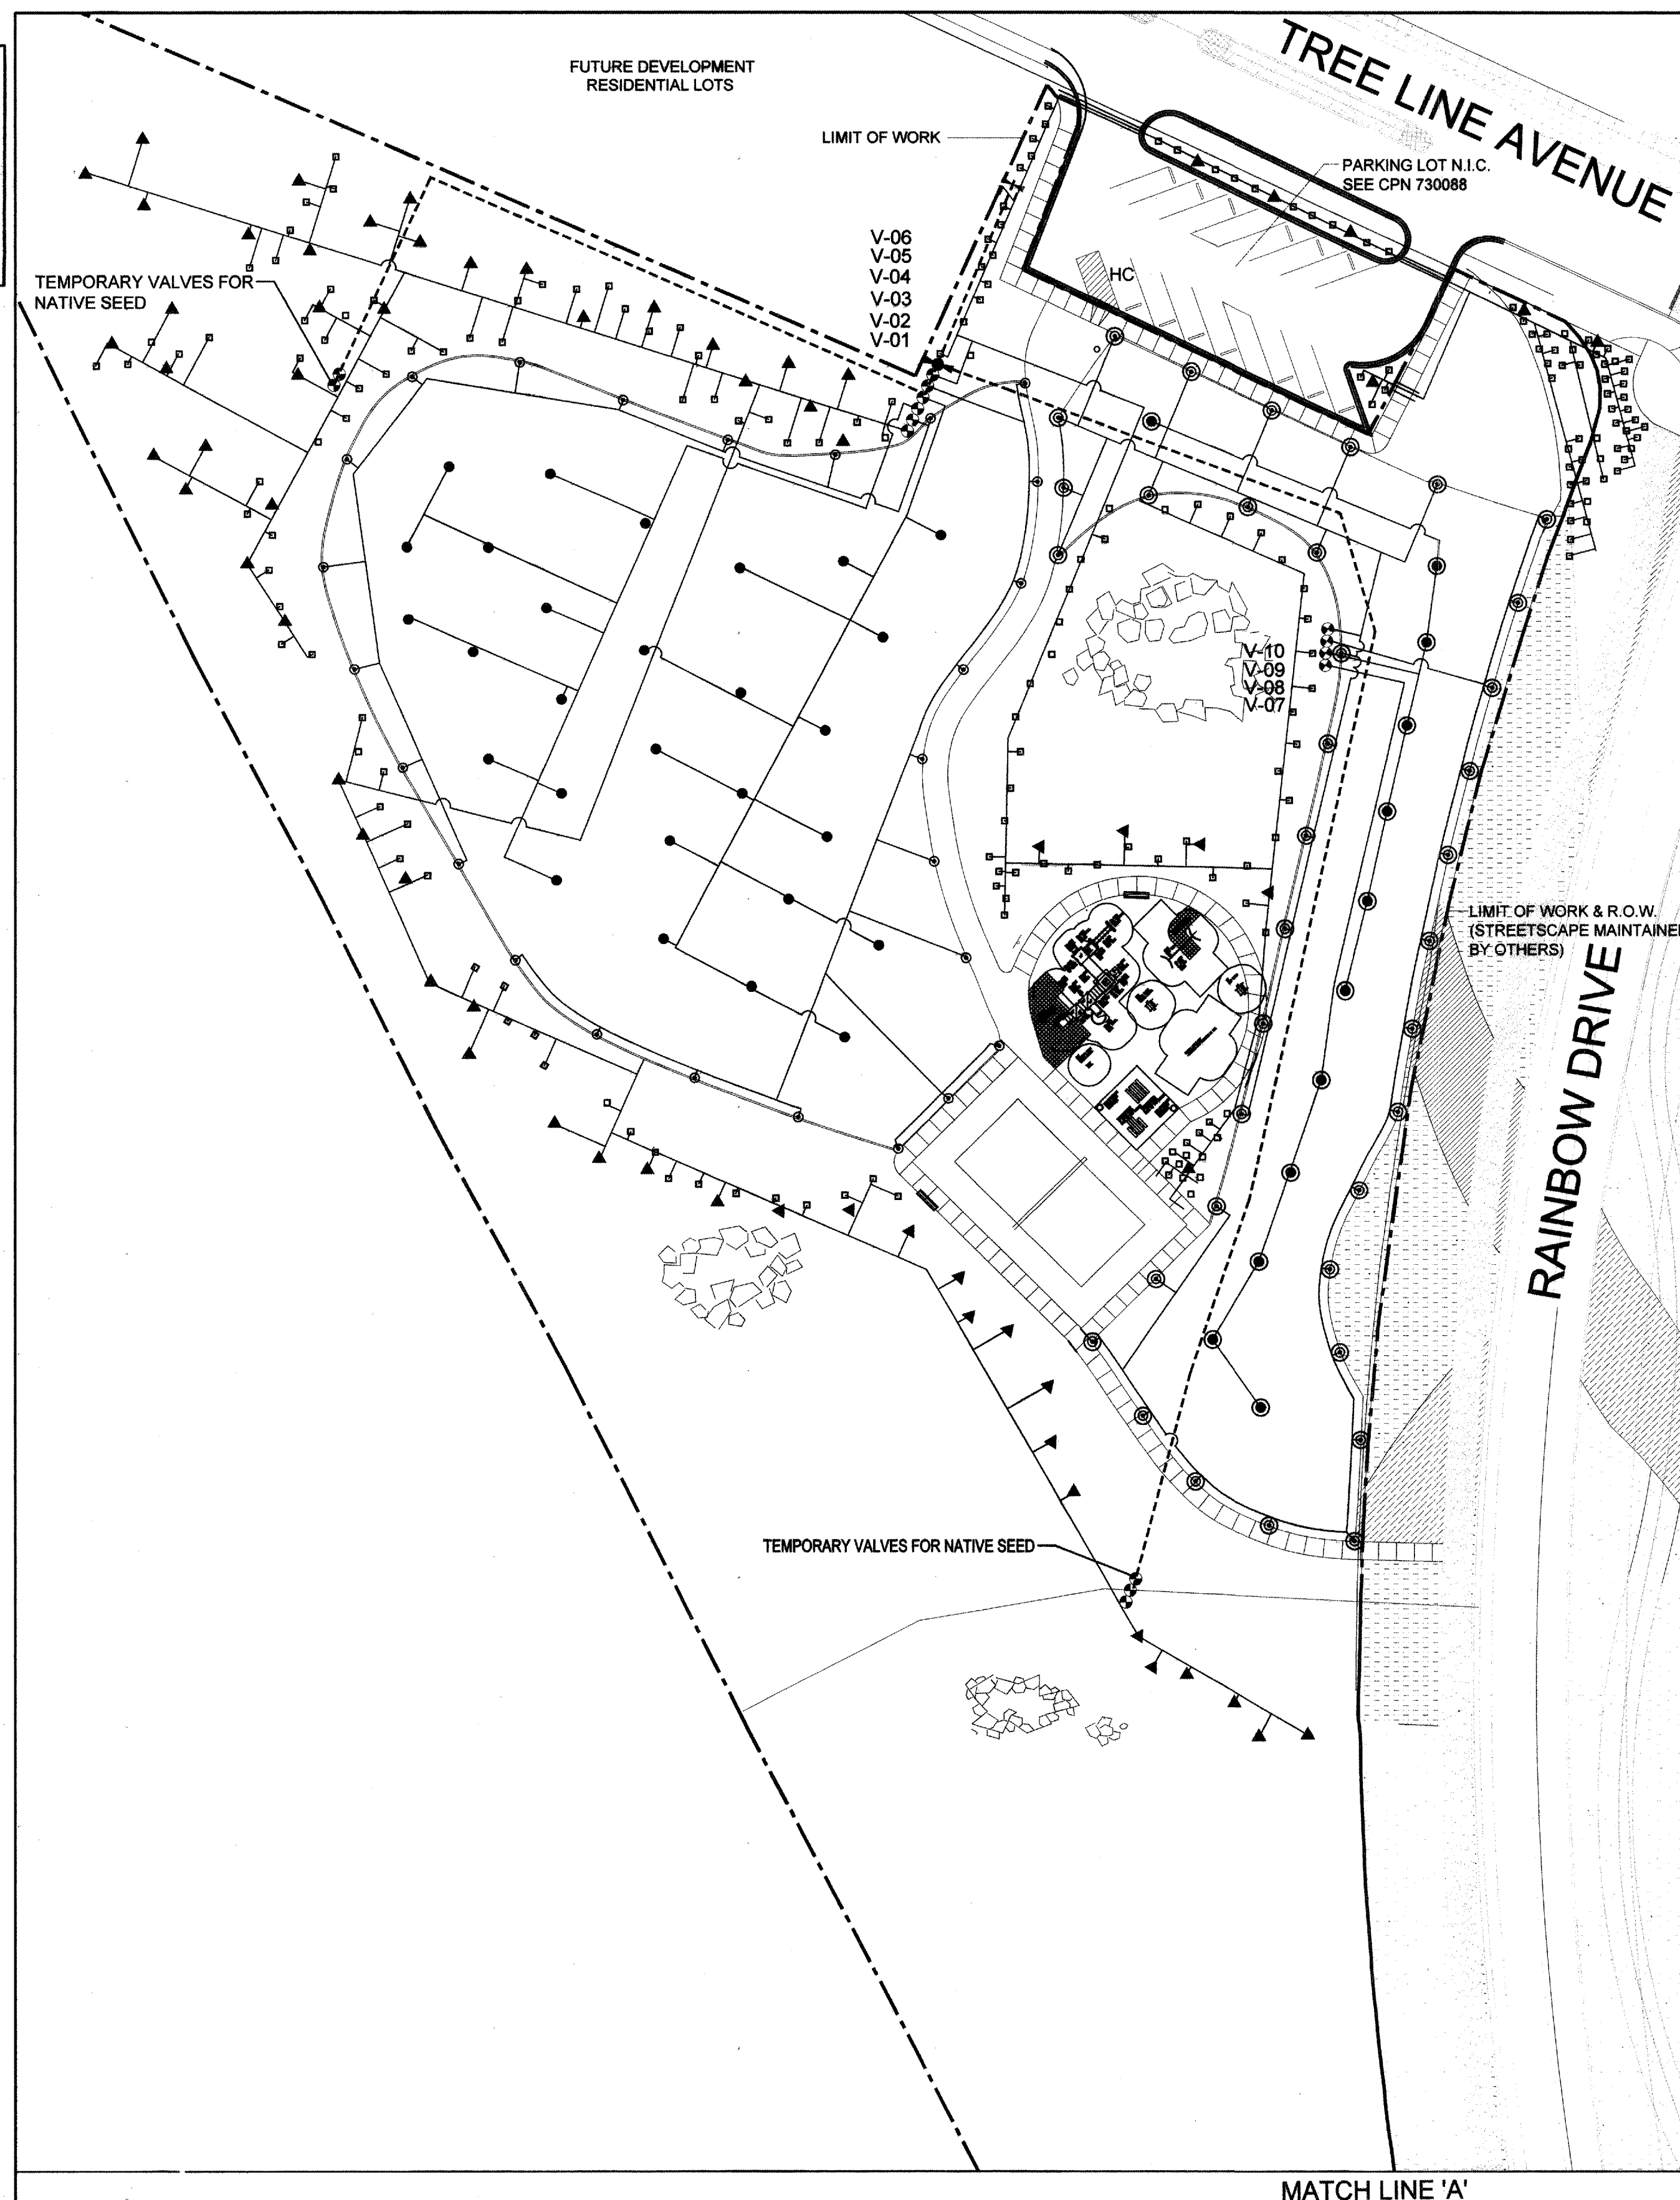 TREE LINE AVENUE
FUTURE DEVELOPMENT
RESIDENTIAL LOTS
LIMIT OF WORK
PARKING LOT N.I.C.
SEE CPN 730088
V-06
V-05
V-04
V-03
V-02
V-01
HC
TEMPORARY VALVES FOR
NATIVE SEED
V-10
V-09
V-08
V-07
LIMIT OF WORK & R.O.W.
(STREETSCAPE MAINTAINE
BY OTHERS)
RAINBOW DRIVE
TEMPORARY VALVES FOR NATIVE SEED
MATCH LINE 'A'